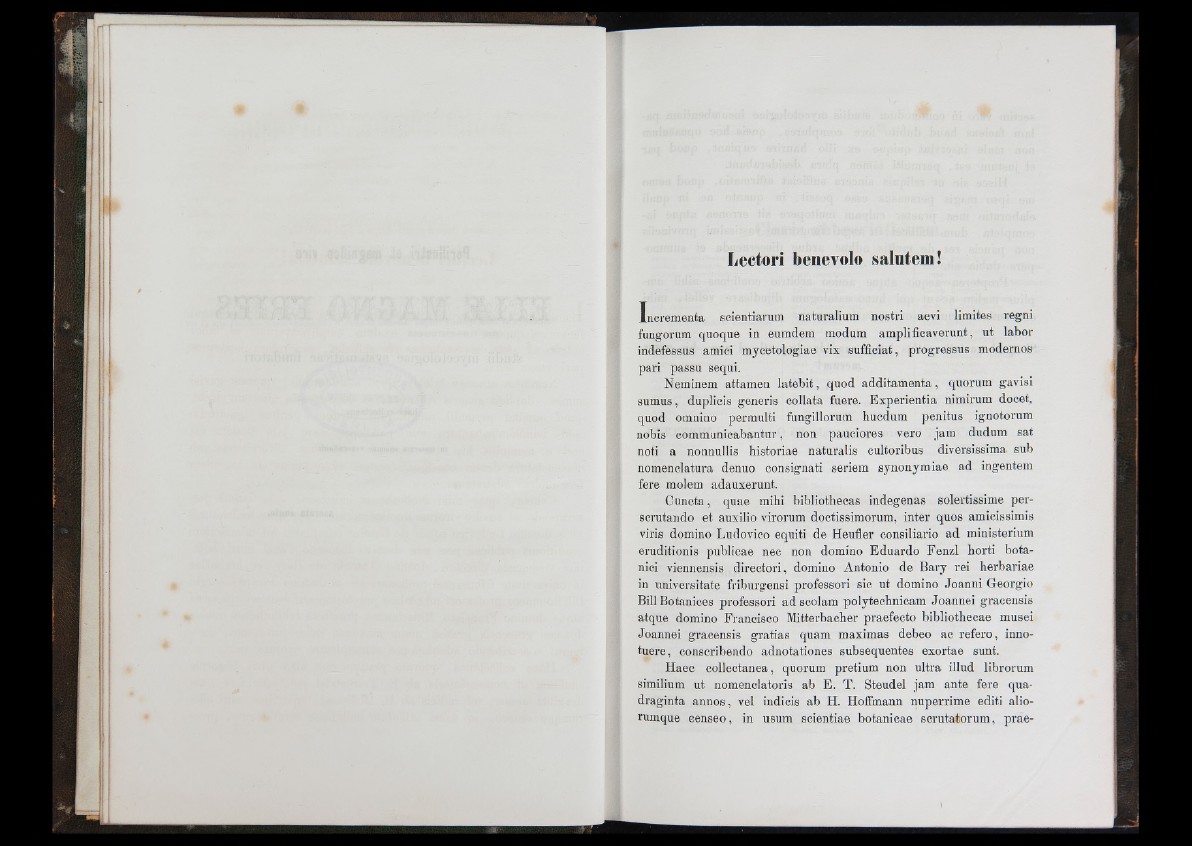 Lectori benevolo salutem!
Incrementa scientiarum naturalium nostri aevi limites regni
fungorum quoque in eumdem modum amplificaverunt, ut labor
indefessus amici mycetologiae vix sufficiat, progressus modernos
pari passu sequi.
Neminem attamen latebit, quod additamenta, quorum gavisi
sumus, duplicis generis collata fuere. Experientia nimirum docet,
quod omnino permulti fungillorum hucdum penitus ignotorum
nobis communicabantur, non pauciores vero jam dudum sat
noti a nonnullis historiae naturalis cultoribus diversissima sub
nomenclatura denuo consignati seriem synonymiae ad ingentem
fere molem adauxerunt.
Cuncta, quae mihi bibliothecas indegenas solertissime per-
scrutando et auxilio virorum doctissimorum, inter quos amicissimis
viris domino Ludovico equiti de Heufler consiliario ad ministerium
eruditionis publicae nec non domino Eduardo Fenzl horti bota-
nici viennensis directori, domino Antonio de Bary rei herbariae
in universitate friburgensi professori sic ut domino Joanni Georgio
Bill Botanices professori ad scolam polytechnicam Joannei gracensis
atque domino Francisco Mitterbacher praefecto bibliothecae musei
Joannei gracensis gratias quam maximas debeo ac refero, inno-
tuere, conscribendo adnotationes subsequentes exortae sunt.
Haec collectanea, quorum pretium non ultra illud librorum
similium ut nomenclatoris ab E. T. Steudel jam ante fere qua-
draginta annos, vel indicis ab H. Hoffmann nuperrime editi alio-
rumque censeo, in usum scientiae botanicae scrutatorum, prae-